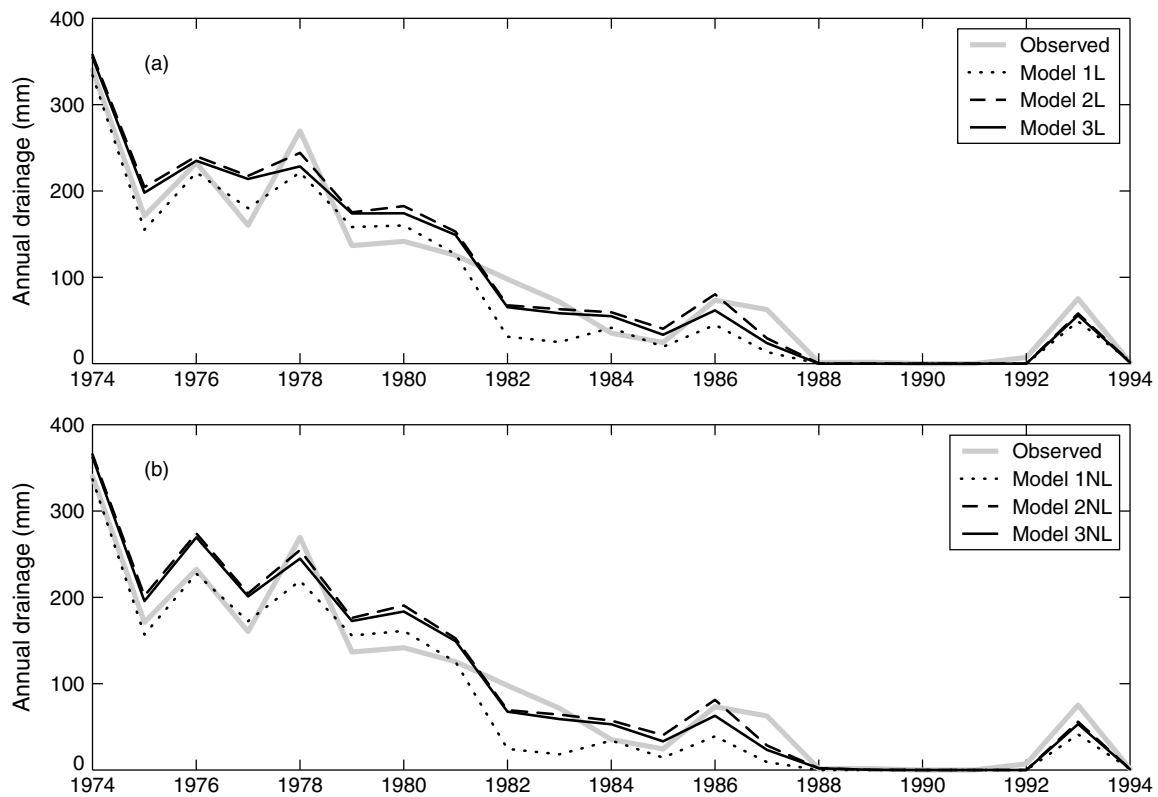 400
(a)
Observed
Model 1L
Model 2L
Model 3L
300
200
100
0
Annual drainage (mm)
1974 1976 1978 1980 1982 1984 1986 1988 1990 1992 1994
400
(b)
Observed
Model 1NL
Model 2NL
Model 3NL
300
200
100
0
Annual drainage (mm)
1974 1976 1978 1980 1982 1984 1986 1988 1990 1992 1994